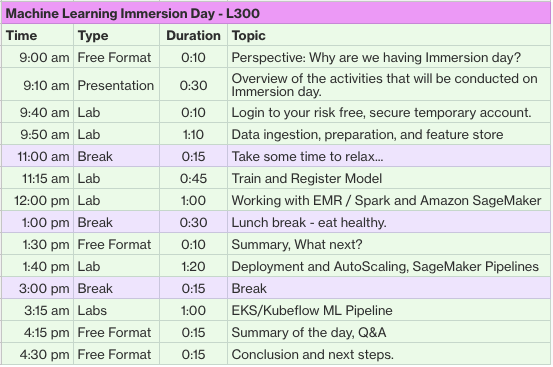 Machine Learning Immersion Day - L300
Time Type Duration Topic
9:00 am Free Format 0:10 Perspective: Why are we having Immersion day?
9:10 am Presentation 0:30 Overview of the activities that will be conducted on
Immersion day.
9:40 am Lab 0:10 Login to your risk free, secure temporary account.
9:50 am Lab 1:10 Data ingestion, preparation, and feature store
11:00 am Break 0:15 Take some time to relax...
11:15 am Lab 0:45 Train and Register Model
12:00 pm Lab 1:00 Working with EMR / Spark and Amazon SageMaker
1:00 pm Break 0:30 Lunch break - eat healthy.
1:30 pm Free Format 0:10 Summary, What next?
1:40 pm Lab 1:20 Deployment and AutoScaling, SageMaker Pipelines
3:00 pm Break 0:15 Break
3:15 am Labs 1:00 EKS/Kubeflow ML Pipeline
4:15 pm Free Format 0:15 Summary of the day, Q&A
4:30 pm Free Format 0:15 Conclusion and next steps.